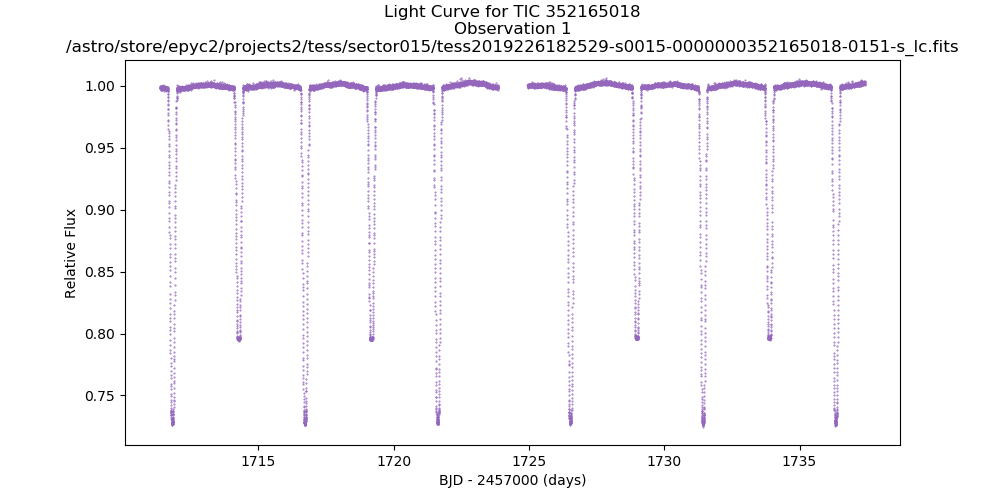 Light Curve for TIC 352165018
Observation 1
/astro/store/epyc2/projects2/tess/sector015/tess2019226182529-s0015-0000000352165018-0151-s_lc.fits
1.00
0.95
0.90
0.85
0.80
0.75
Relative Flux
1715
1720
1725
1730
1735
BJD - 2457000 (days)